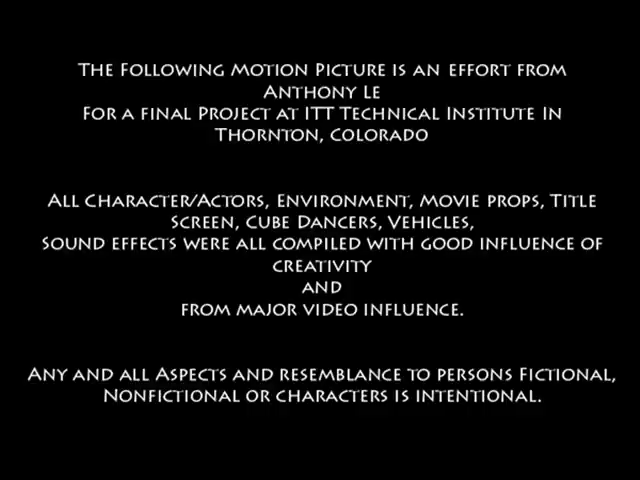 The Following Motion Picture is an effort from
Anthony Le
For a final Project at ITT Technical Institute In
Thornton, Colorado
All Character/Actors, Environment, Movie props, Title
Screen, Cube Dancers, Vehicles,
Sound effects were all compiled with good influence of
creativity
and
from major video influence.
Any and all Aspects and resemblance to persons Fictional,
Nonfictional or characters is intentional.